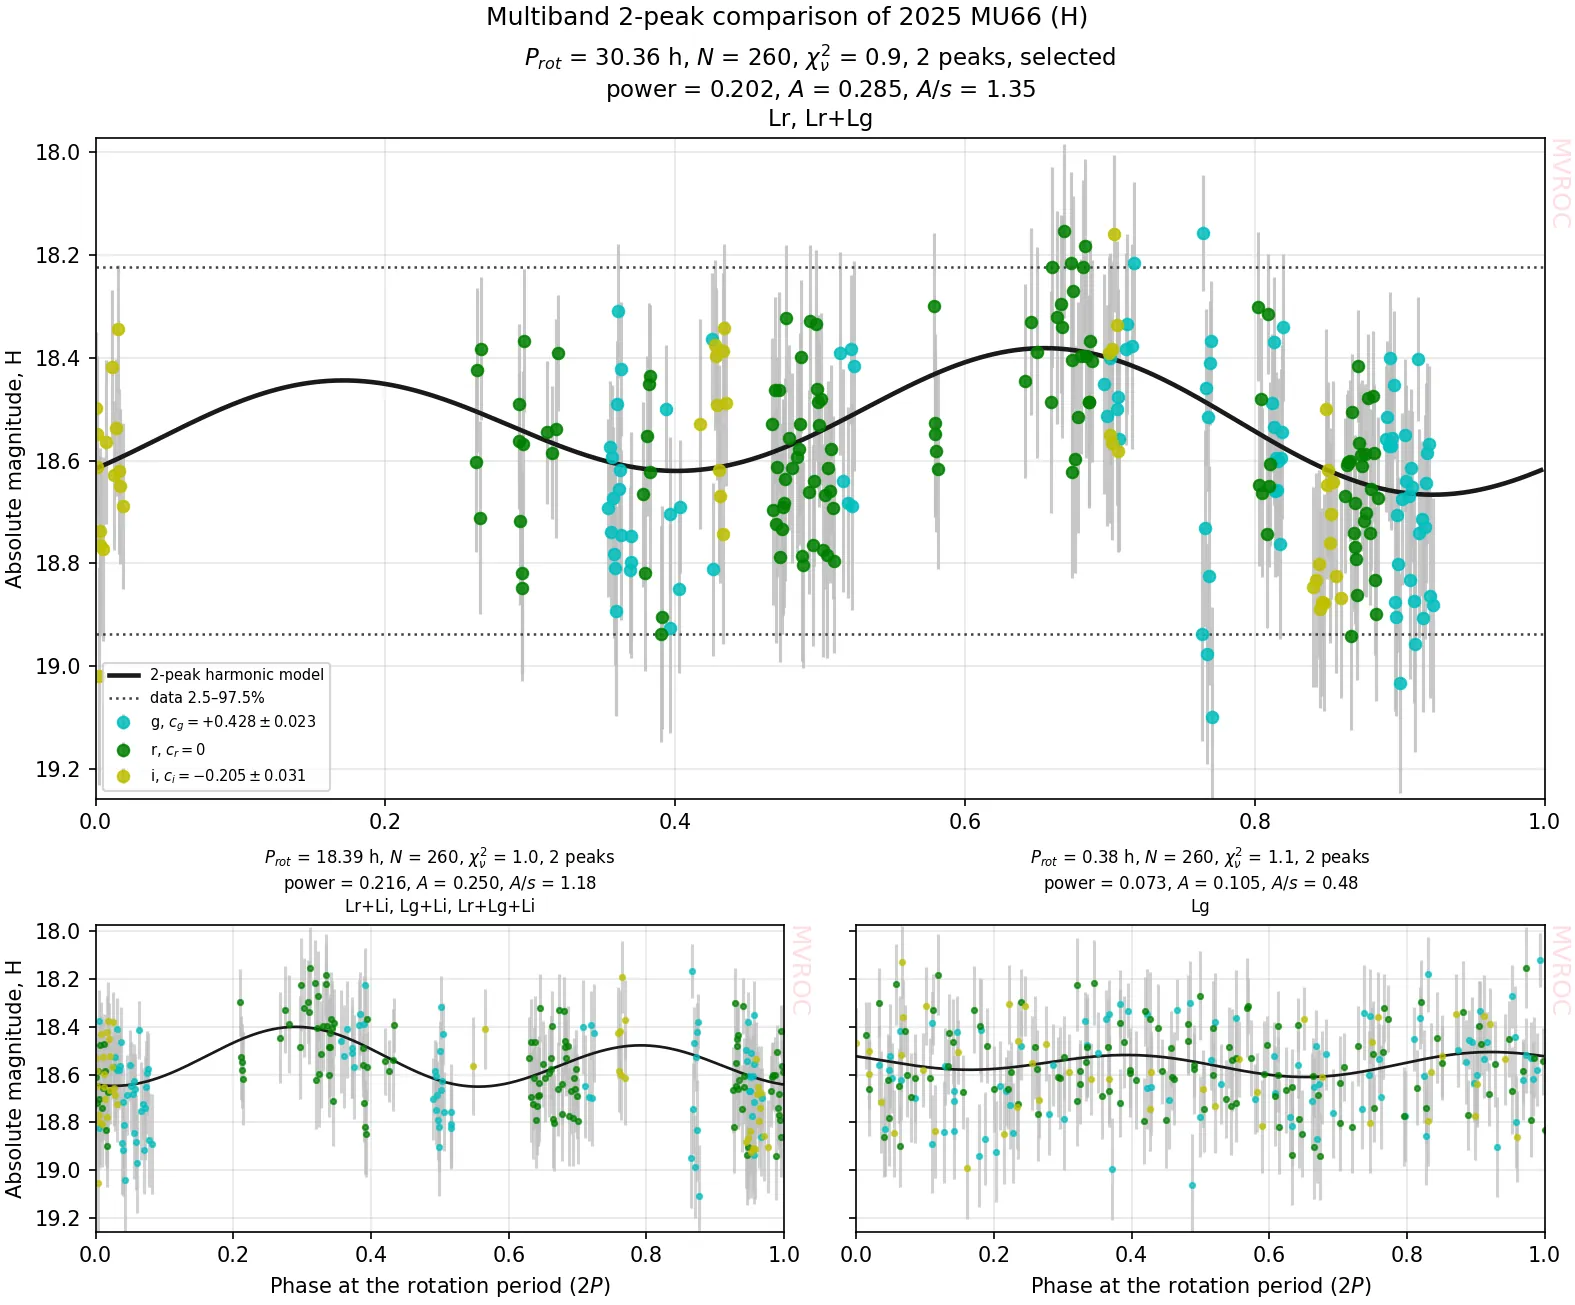 Multiband 2-peak comparison of 2025 MU66 (H)
P_rot = 30.36 h, N = 260, χ²_ν = 0.9, 2 peaks, selected
power = 0.202, A = 0.285, A/s = 1.35
Lr, Lr+Lg
Absolute magnitude, H
18.0
18.2
18.4
18.6
18.8
19.0
19.2
2-peak harmonic model
data 2.5–97.5%
g, c_g = +0.428 ± 0.023
r, c_r = 0
i, c_i = −0.205 ± 0.031
0.0 0.2 0.4 0.6 0.8 1.0
MVROC
P_rot = 18.39 h, N = 260, χ²_ν = 1.0, 2 peaks
power = 0.216, A = 0.250, A/s = 1.18
Lr+Li, Lg+Li, Lr+Lg+Li
Absolute magnitude, H
18.0
18.2
18.4
18.6
18.8
19.0
19.2
0.0 0.2 0.4 0.6 0.8 1.0
Phase at the rotation period (2P)
MVROC
P_rot = 0.38 h, N = 260, χ²_ν = 1.1, 2 peaks
power = 0.073, A = 0.105, A/s = 0.48
Lg
0.0 0.2 0.4 0.6 0.8 1.0
Phase at the rotation period (2P)
MVROC